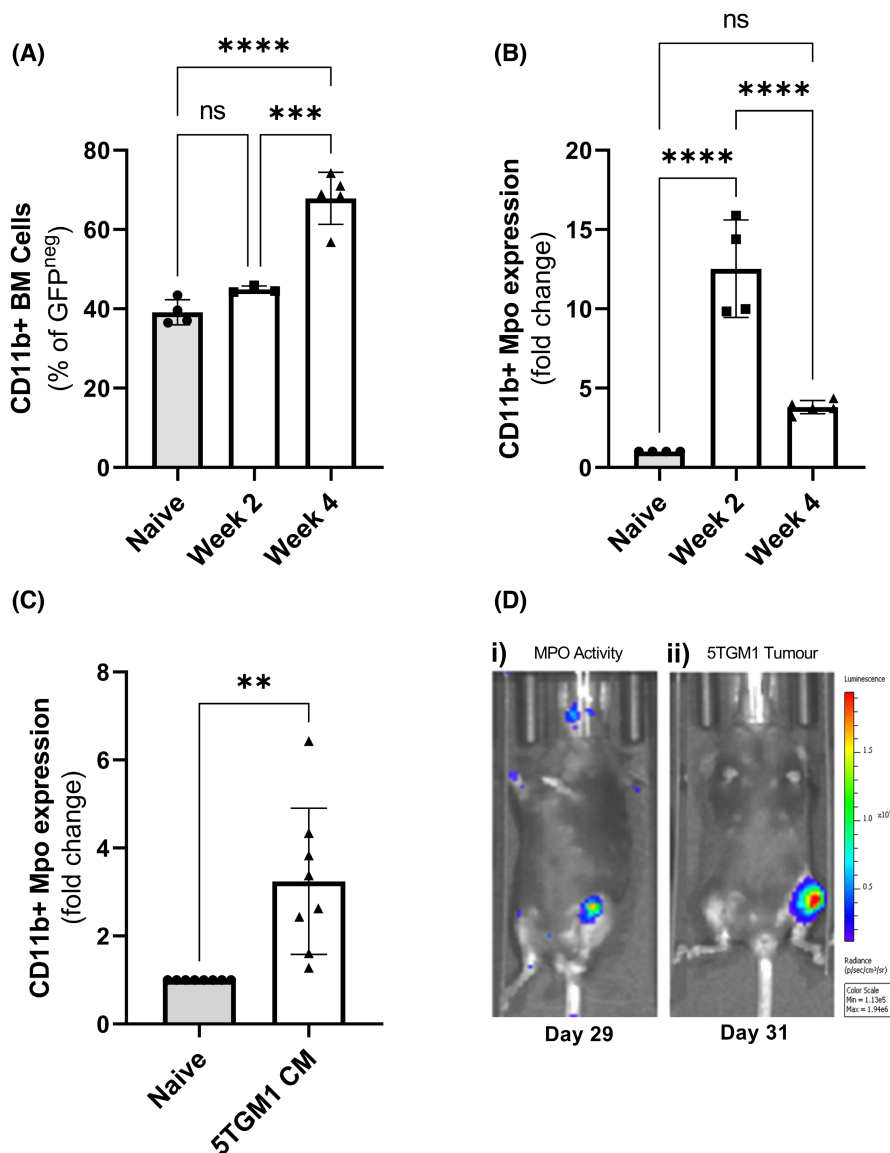 (A)
****
ns
***
CD11b+ BM Cells
(% of GFPneg)
80
60
40
20
0
Naive
Week 2
Week 4
(B)
ns
****
****
CD11b+ Mpo expression
(fold change)
20
15
10
5
0
Naive
Week 2
Week 4
(C)
**
CD11b+ Mpo expression
(fold change)
8
6
4
2
0
Naive
5TGM1 CM
(D)
i) MPO Activity
ii) 5TGM1 Tumour
Luminescence
1.5
1.0
0.5
Radiance
(p/sec/cm²/sr)
Color Scale
Min = 1.13e5
Max = 1.94e6
Day 29
Day 31